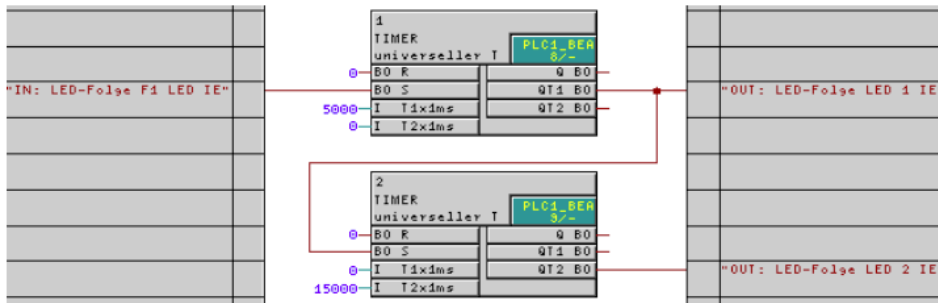 1
TIMER
universeller T
PLC1_BEA
8/-
0 BO R Q BO
"IN: LED-Folge F1 LED IE" BO S QT1 BO "OUT: LED-Folge LED 1 IE
5000 I T1x1ms QT2 BO
0 I T2x1ms
2
TIMER
universeller T
PLC1_BEA
9/-
0 BO R Q BO
BO S QT1 BO
0 I T1x1ms QT2 BO "OUT: LED-Folge LED 2 IE
15000 I T2x1ms